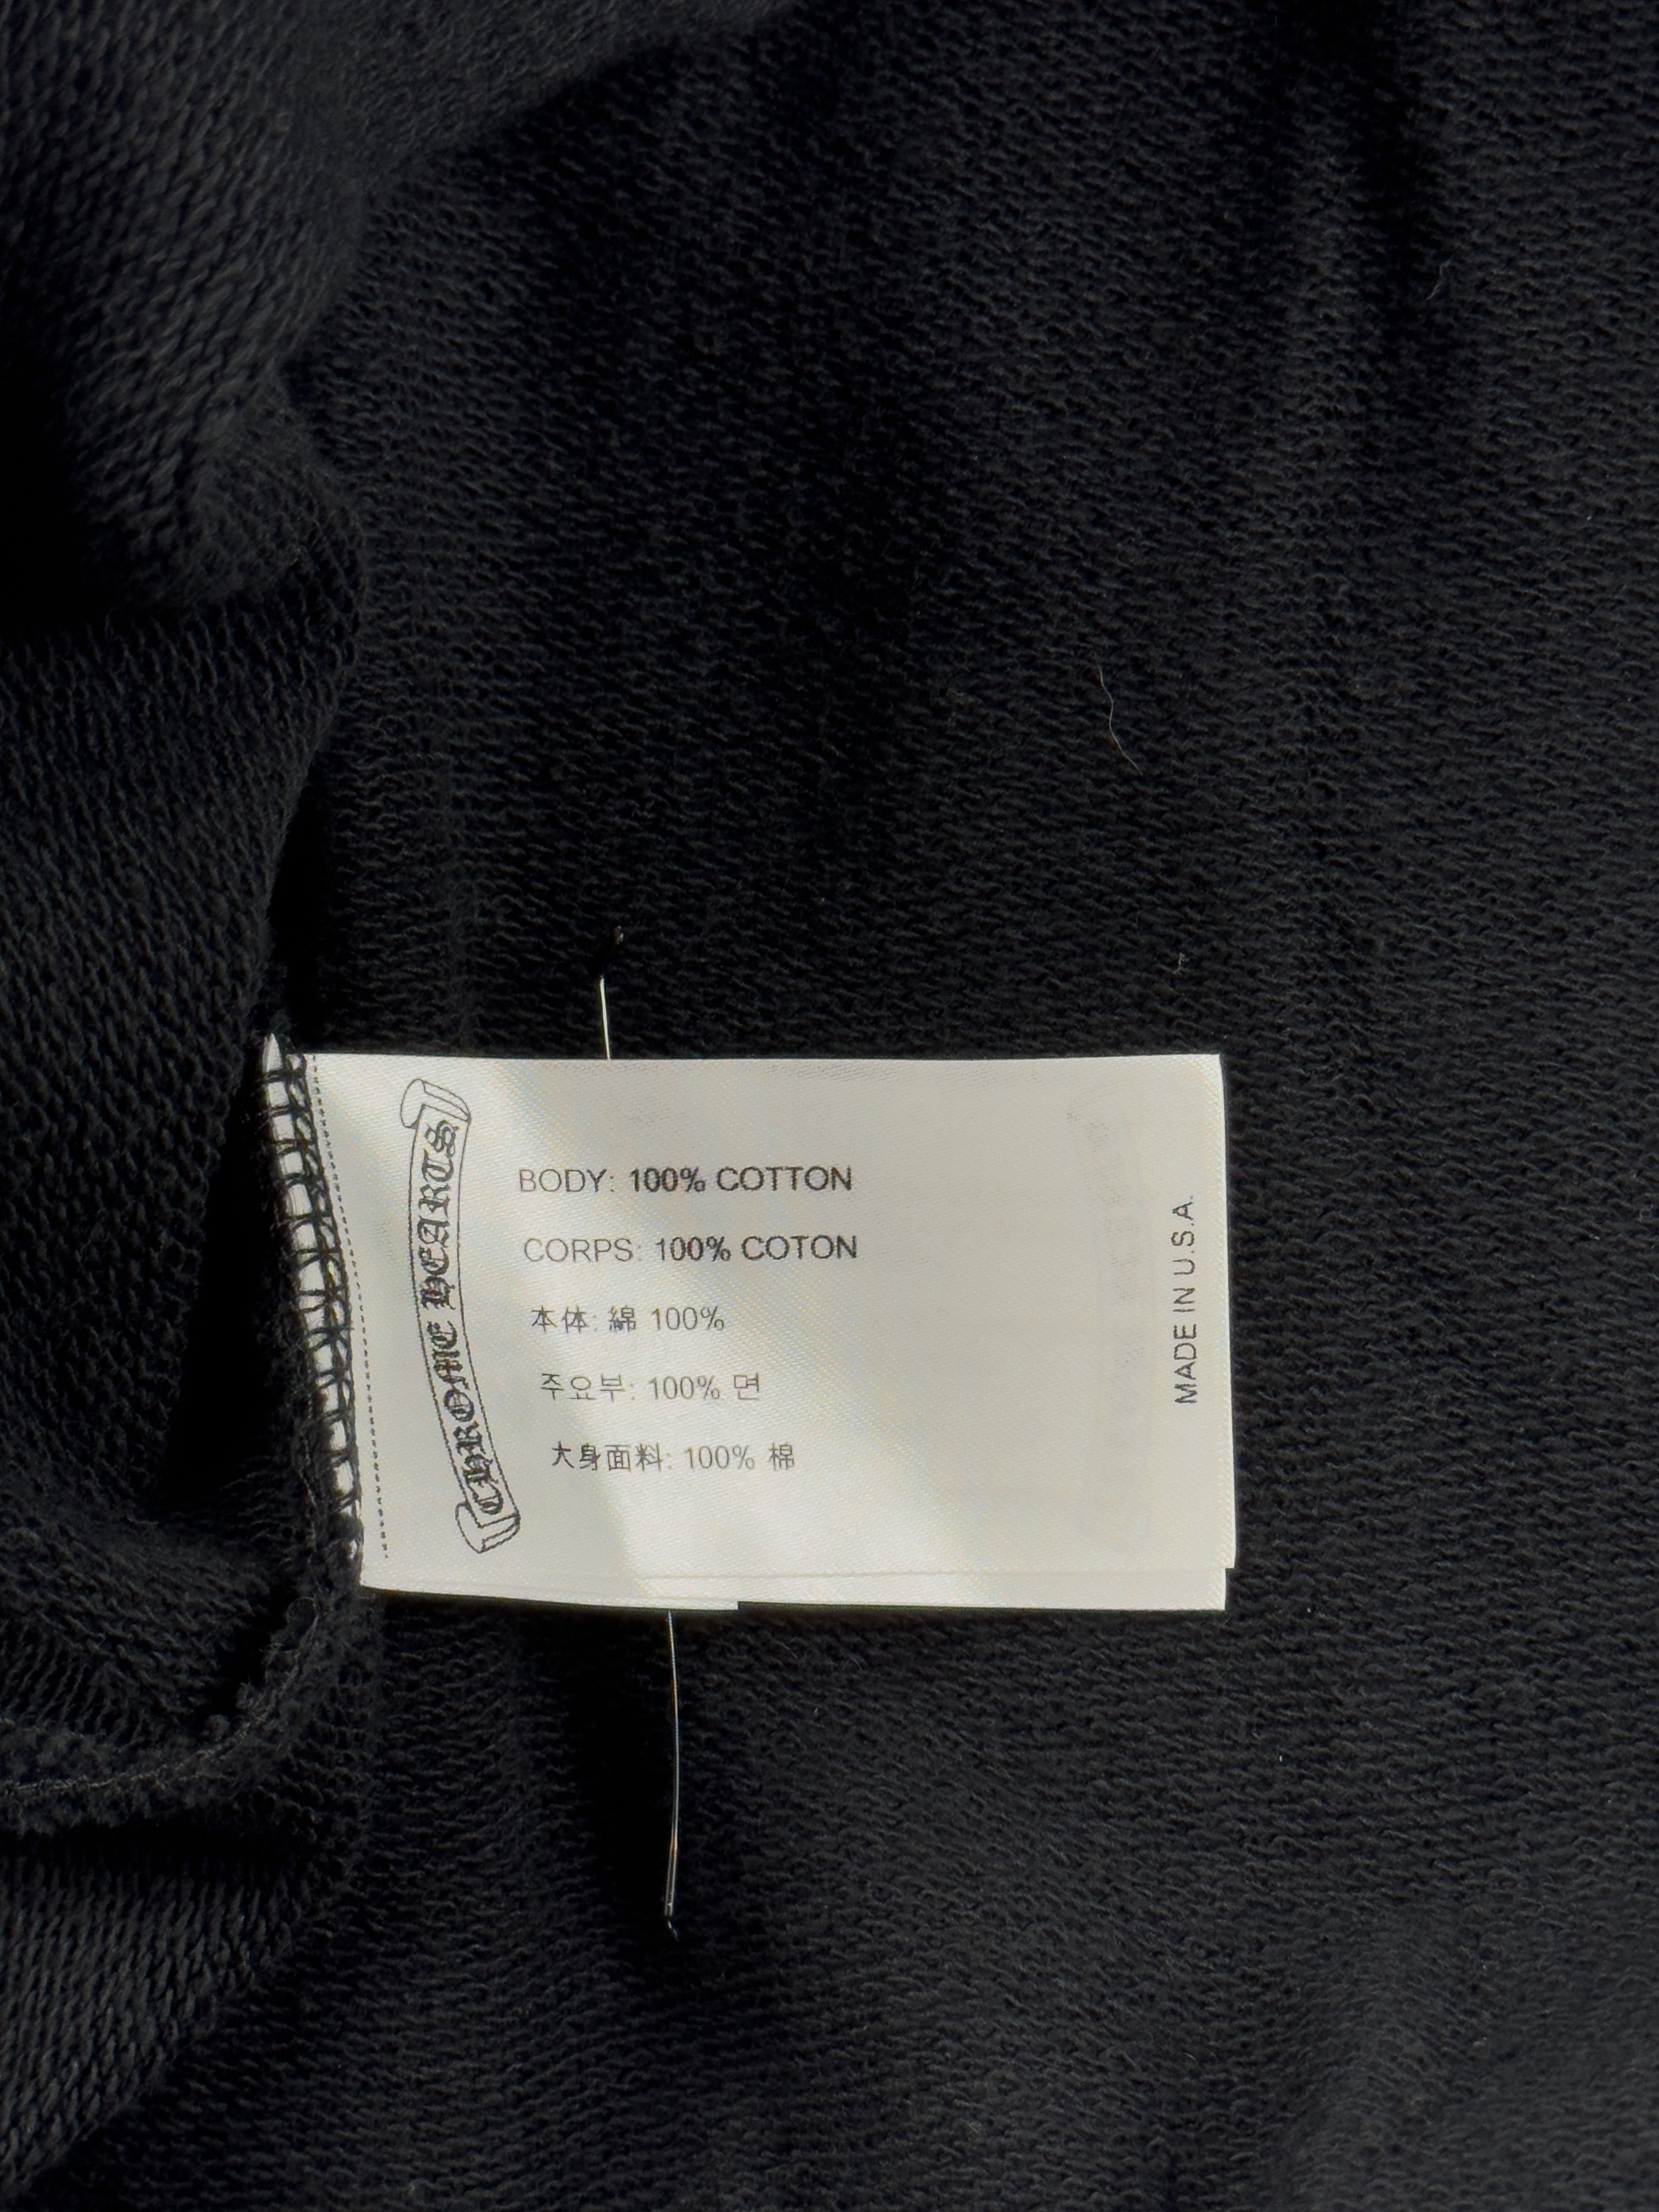 CHROME HEARTS
BODY: 100% COTTON
CORPS: 100% COTON
本体: 綿 100%
주요부: 100% 면
大身面料: 100% 棉
MADE IN U.S.A.